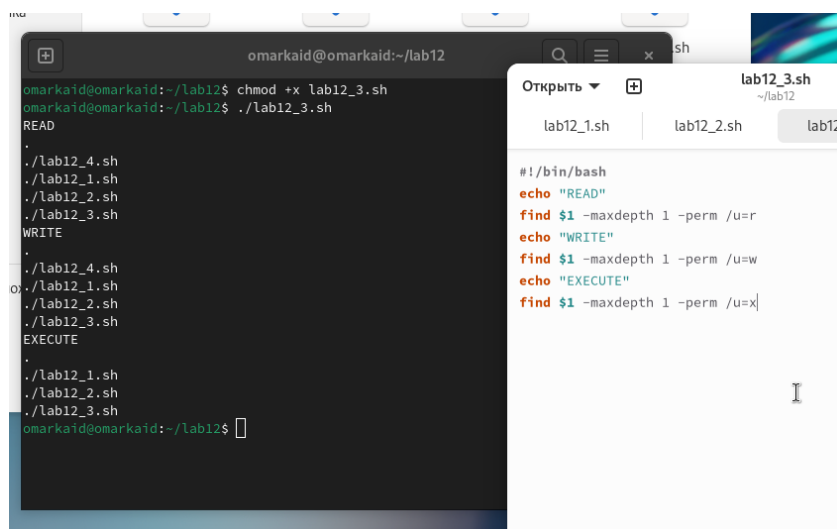 omarkaid@omarkaid:~/lab12
omarkaid@omarkaid:~/lab12$ chmod +x lab12_3.sh
omarkaid@omarkaid:~/lab12$ ./lab12_3.sh
READ
.
./lab12_4.sh
./lab12_1.sh
./lab12_2.sh
./lab12_3.sh
WRITE
.
./lab12_4.sh
./lab12_1.sh
./lab12_2.sh
./lab12_3.sh
EXECUTE
.
./lab12_1.sh
./lab12_2.sh
./lab12_3.sh
omarkaid@omarkaid:~/lab12$
.sh
Открыть
lab12_3.sh
~/lab12
lab12_1.sh
lab12_2.sh
lab12
#!/bin/bash
echo "READ"
find $1 -maxdepth 1 -perm /u=r
echo "WRITE"
find $1 -maxdepth 1 -perm /u=w
echo "EXECUTE"
find $1 -maxdepth 1 -perm /u=x